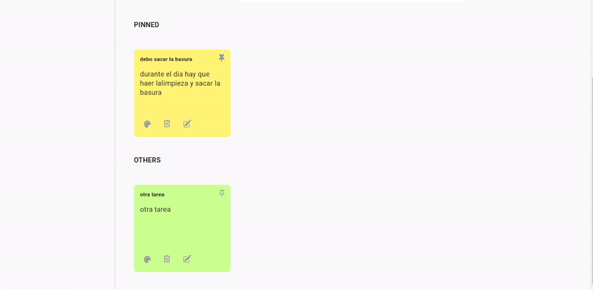 PINNED
debo sacar la basura
durante el dia hay que
haer lalimpieza y sacar la
basura
OTHERS
otra tarea
otra tarea